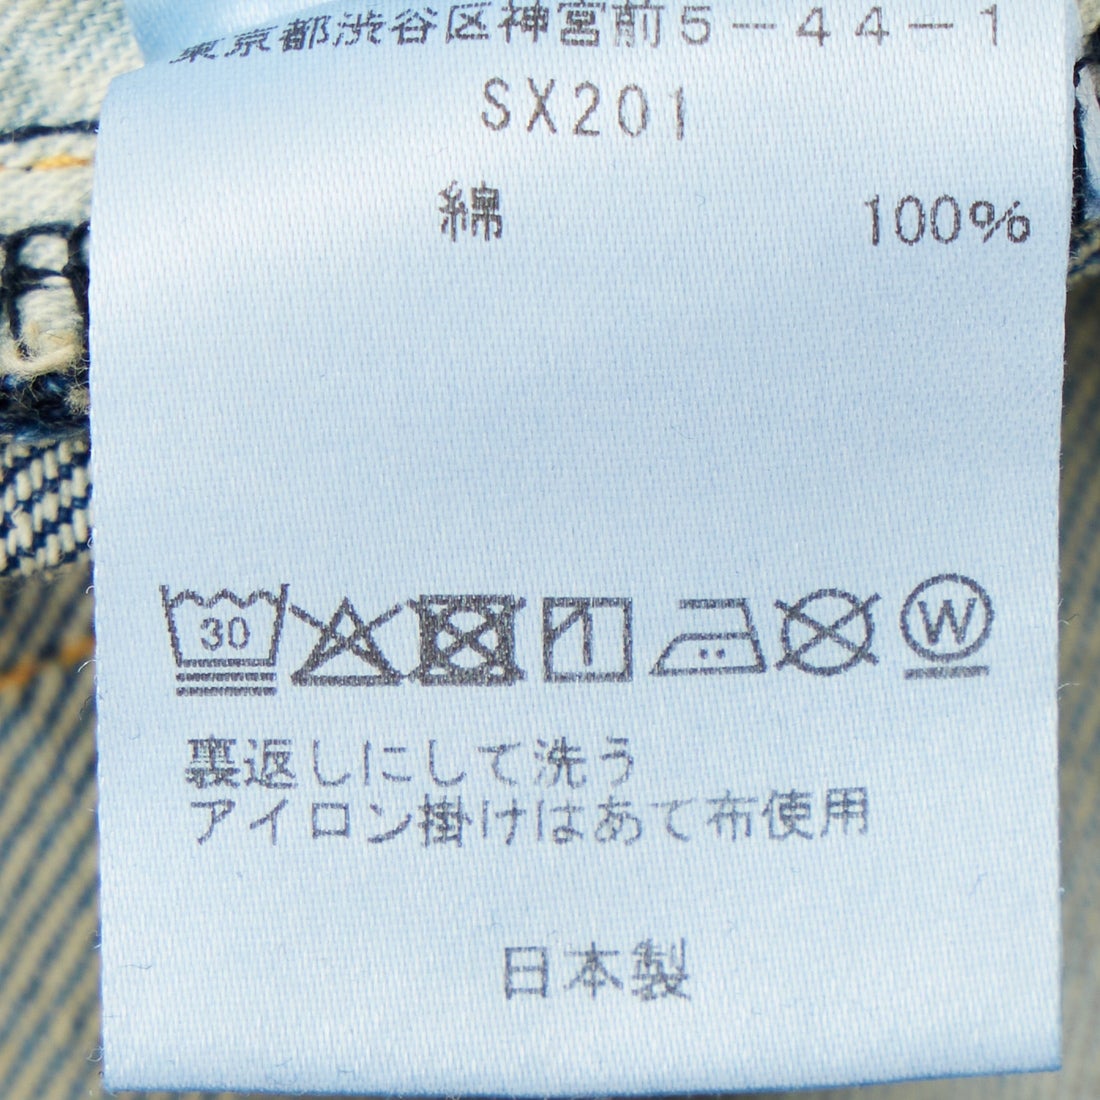 東京都渋谷区神宮前5－44－1
SX201
綿 100%
30 W
裏返しにして洗う
アイロン掛けはあて布使用
日本製